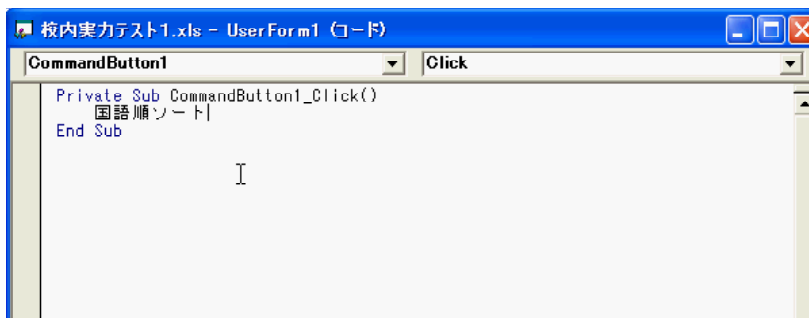 校内実力テスト1.xls - UserForm1 (コード)
CommandButton1 Click
Private Sub CommandButton1_Click()
国語順ソート
End Sub